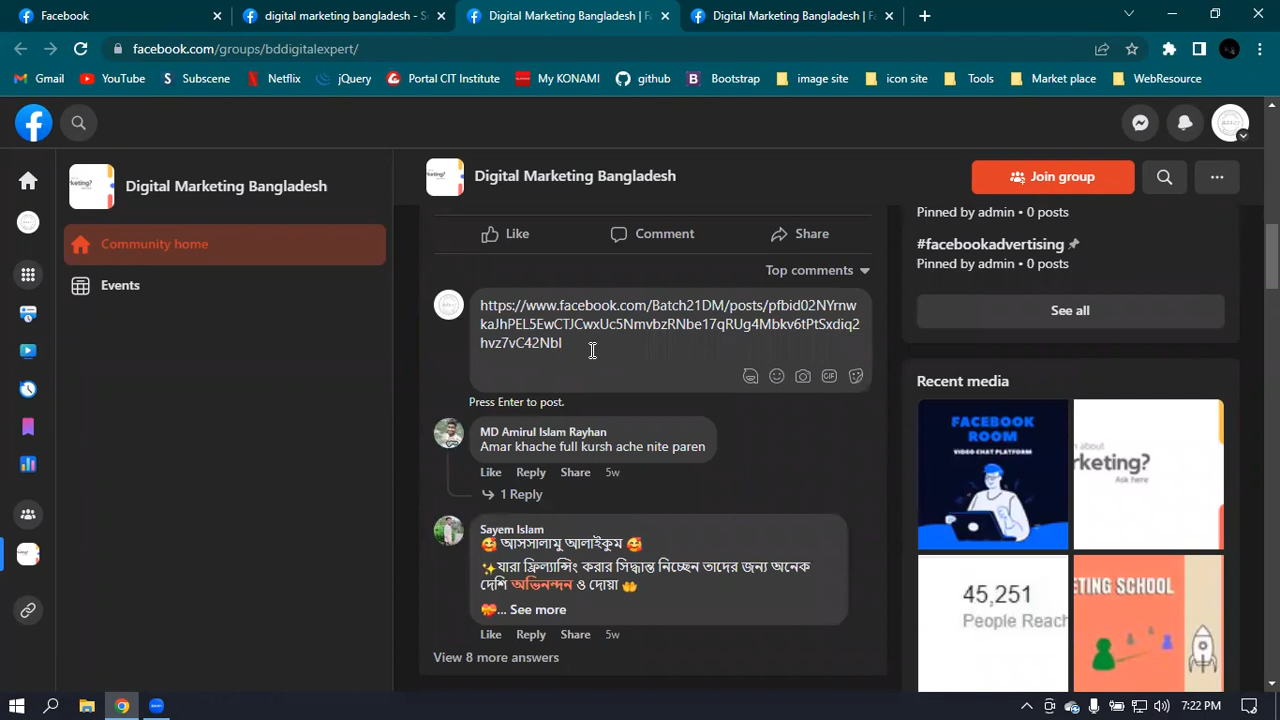 Facebook
digital marketing bangladesh - S
Digital Marketing Bangladesh | Fa
Digital Marketing Bangladesh | Fa
facebook.com/groups/bddigitalexpert/
Gmail
YouTube
Subscene
Netflix
jQuery
Portal CIT Institute
My KONAMI
github
Bootstrap
image site
icon site
Tools
Market place
WebResource
Digital Marketing Bangladesh
Community home
Events
Digital Marketing Bangladesh
Join group
Like
Comment
Share
Top comments
https://www.facebook.com/Batch21DM/posts/pfbid02NYrnw
kaJhPEL5EwCTJCwxUc5NmvbzRNbe17qRUg4Mbkv6tPtSxdiq2
hvz7vC42Nbl
GIF
Press Enter to post.
MD Amirul Islam Rayhan
Amar khache full kursh ache nite paren
Like Reply Share 5w
1 Reply
Sayem Islam
🥰 আসসালামু আলাইকুম 🥰
✨যারা ফ্রিল্যান্সিং করার সিদ্ধান্ত নিচ্ছেন তাদের জন্য অনেক
দেশি অভিনন্দন ও দোয়া 🤲
💝... See more
Like Reply Share 5w
View 8 more answers
Pinned by admin • 0 posts
#facebookadvertising
Pinned by admin • 0 posts
See all
Recent media
FACEBOOK
ROOM
VIDEO CHAT PLATFORM
about
rketing?
Ask here
45,251
People Reach
ETING SCHOOL
7:22 PM